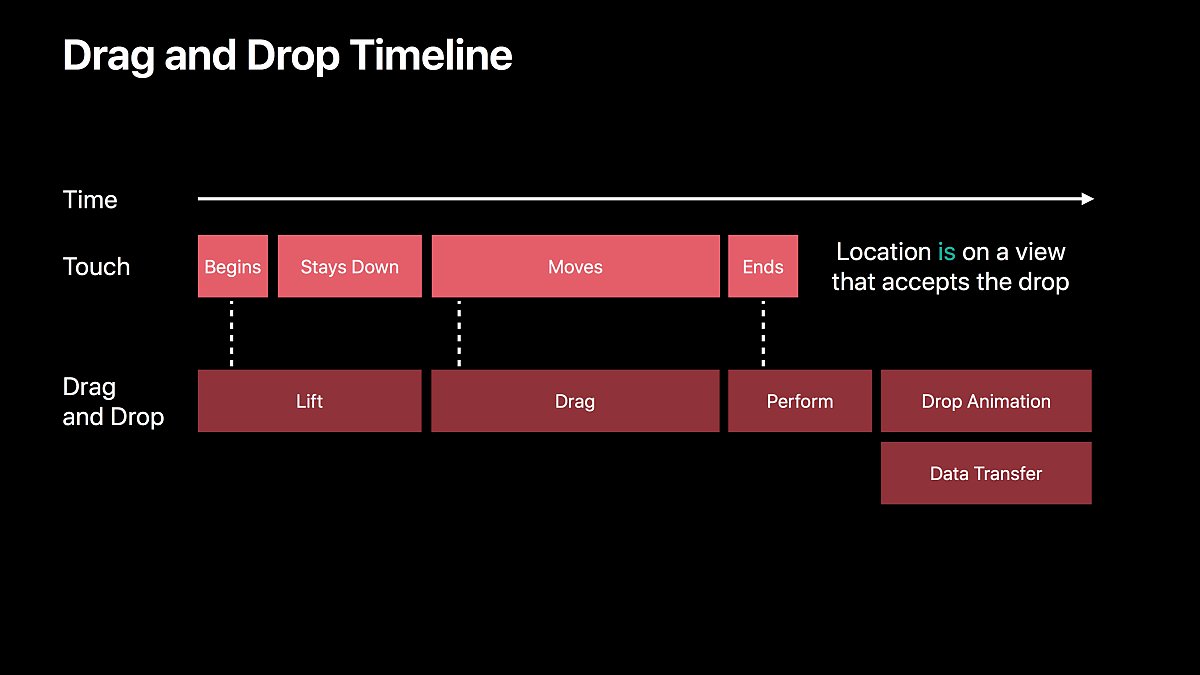 Drag and Drop Timeline
Time
Touch
Begins
Stays Down
Moves
Ends
Location is on a view
that accepts the drop
Drag
and Drop
Lift
Drag
Perform
Drop Animation
Data Transfer